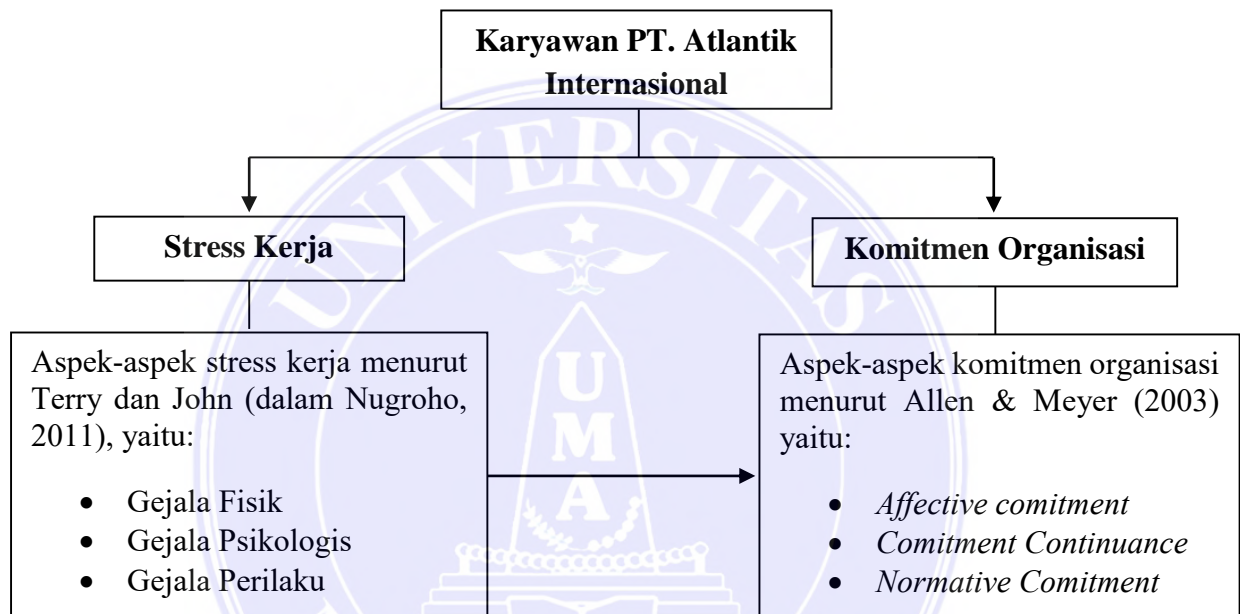 Karyawan PT. Atlantik
Internasional
Stress Kerja
Komitmen Organisasi
Aspek-aspek stress kerja menurut
Terry dan John (dalam Nugroho,
2011), yaitu:
• Gejala Fisik
• Gejala Psikologis
• Gejala Perilaku
Aspek-aspek komitmen organisasi
menurut Allen & Meyer (2003)
yaitu:
• Affective comitment
• Comitment Continuance
• Normative Comitment
UNIVERSITAS
UMA